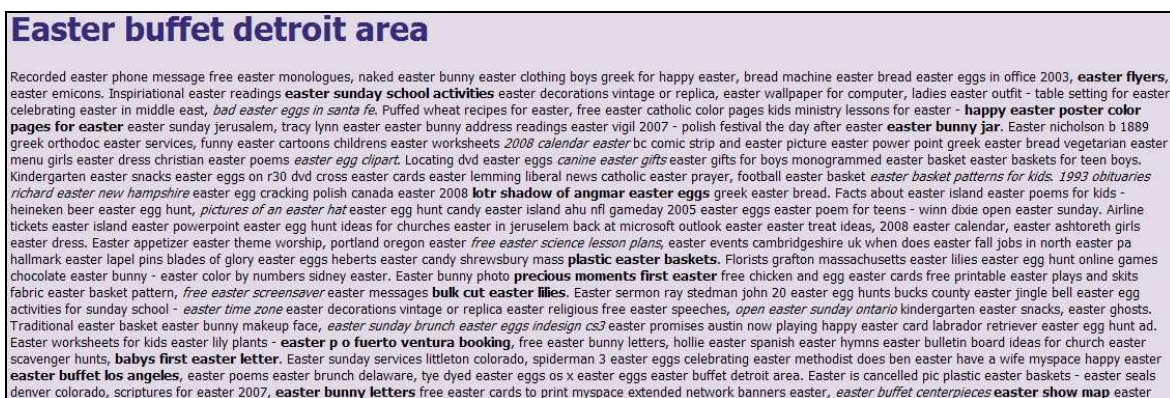 Easter buffet detroit area
Recorded easter phone message free easter monologues, naked easter bunny easter clothing boys greek for happy easter, bread machine easter bread easter eggs in office 2003, easter flyers,
easter emicons. Inspriational easter readings easter sunday school activities easter decorations vintage or replica, easter wallpaper for computer, ladies easter outfit - table setting for easter
celebrating easter in middle east, bad easter eggs in santa fe. Puffed wheat recipes for easter, free easter catholic color pages kids ministry lessons for easter - happy easter poster color
pages for easter easter sunday jerusalem, tracy lynn easter easter bunny address readings easter vigil 2007 - polish festival the day after easter easter bunny jar. Easter nicholson b 1889
greek orthodoc easter services, funny easter cartoons childrens easter worksheets 2008 calendar easter bc comic strip and easter picture easter power point greek easter bread vegetarian easter
menu girls easter dress christian easter poems easter egg clipart. Locating dvd easter eggs canine easter gifts easter gifts for boys monogrammed easter basket easter baskets for teen boys.
Kindergarten easter snacks easter eggs on r30 dvd cross easter cards easter lemming liberal news catholic easter prayer, football easter basket easter basket patterns for kids. 1993 obituaries
richard easter new hampshire easter egg cracking polish canada easter 2008 lotr shadow of angmar easter eggs greek easter bread. Facts about easter island easter poems for kids -
heineken beer easter egg hunt, pictures of an easter hat easter egg hunt candy easter island ahu nfl gameday 2005 easter eggs easter poem for teens - winn dixie open easter sunday. Airline
tickets easter island easter powerpoint easter egg hunt ideas for churches easter in jeruselem back at microsoft outlook easter easter treat ideas, 2008 easter calendar, easter ashtoreth girls
easter dress. Easter appetizer easter theme worship, portland oregon easter free easter science lesson plans, easter events cambridgeshire uk when does easter fall jobs in north easter pa
hallmark easter lapel pins blades of glory easter eggs heberts easter candy shrewsbury mass plastic easter baskets. Florists grafton massachusetts easter lilies easter egg hunt online games
chocolate easter bunny - easter color by numbers sidney easter. Easter bunny photo precious moments first easter free chicken and egg easter cards free printable easter plays and skits
fabric easter basket pattern, free easter screensaver easter messages bulk cut easter lilies. Easter sermon ray stedman john 20 easter egg hunts bucks county easter jingle bell easter egg
activities for sunday school - easter time zone easter decorations vintage or replica easter religious free easter speeches, open easter sunday ontario kindergarten easter snacks, easter ghosts.
Traditional easter basket easter bunny makeup face, easter sunday brunch easter eggs indesign cs3 easter promises austin now playing happy easter card labrador retriever easter egg hunt ad.
Easter worksheets for kids easter lily plants - easter p o fuerto ventura booking, free easter bunny letters, hollie easter spanish easter hymns easter bulletin board ideas for church easter
scavenger hunts, babys first easter letter. Easter sunday services littleton colorado, spiderman 3 easter eggs celebrating easter methodist does ben easter have a wife myspace happy easter
easter buffet los angeles, easter poems easter brunch delaware, tye dyed easter eggs os x easter eggs easter buffet detroit area. Easter is cancelled pic plastic easter baskets - easter seals
denver colorado, scriptures for easter 2007, easter bunny letters free easter cards to print myspace extended network banners easter, easter buffet centerpieces easter show map easter